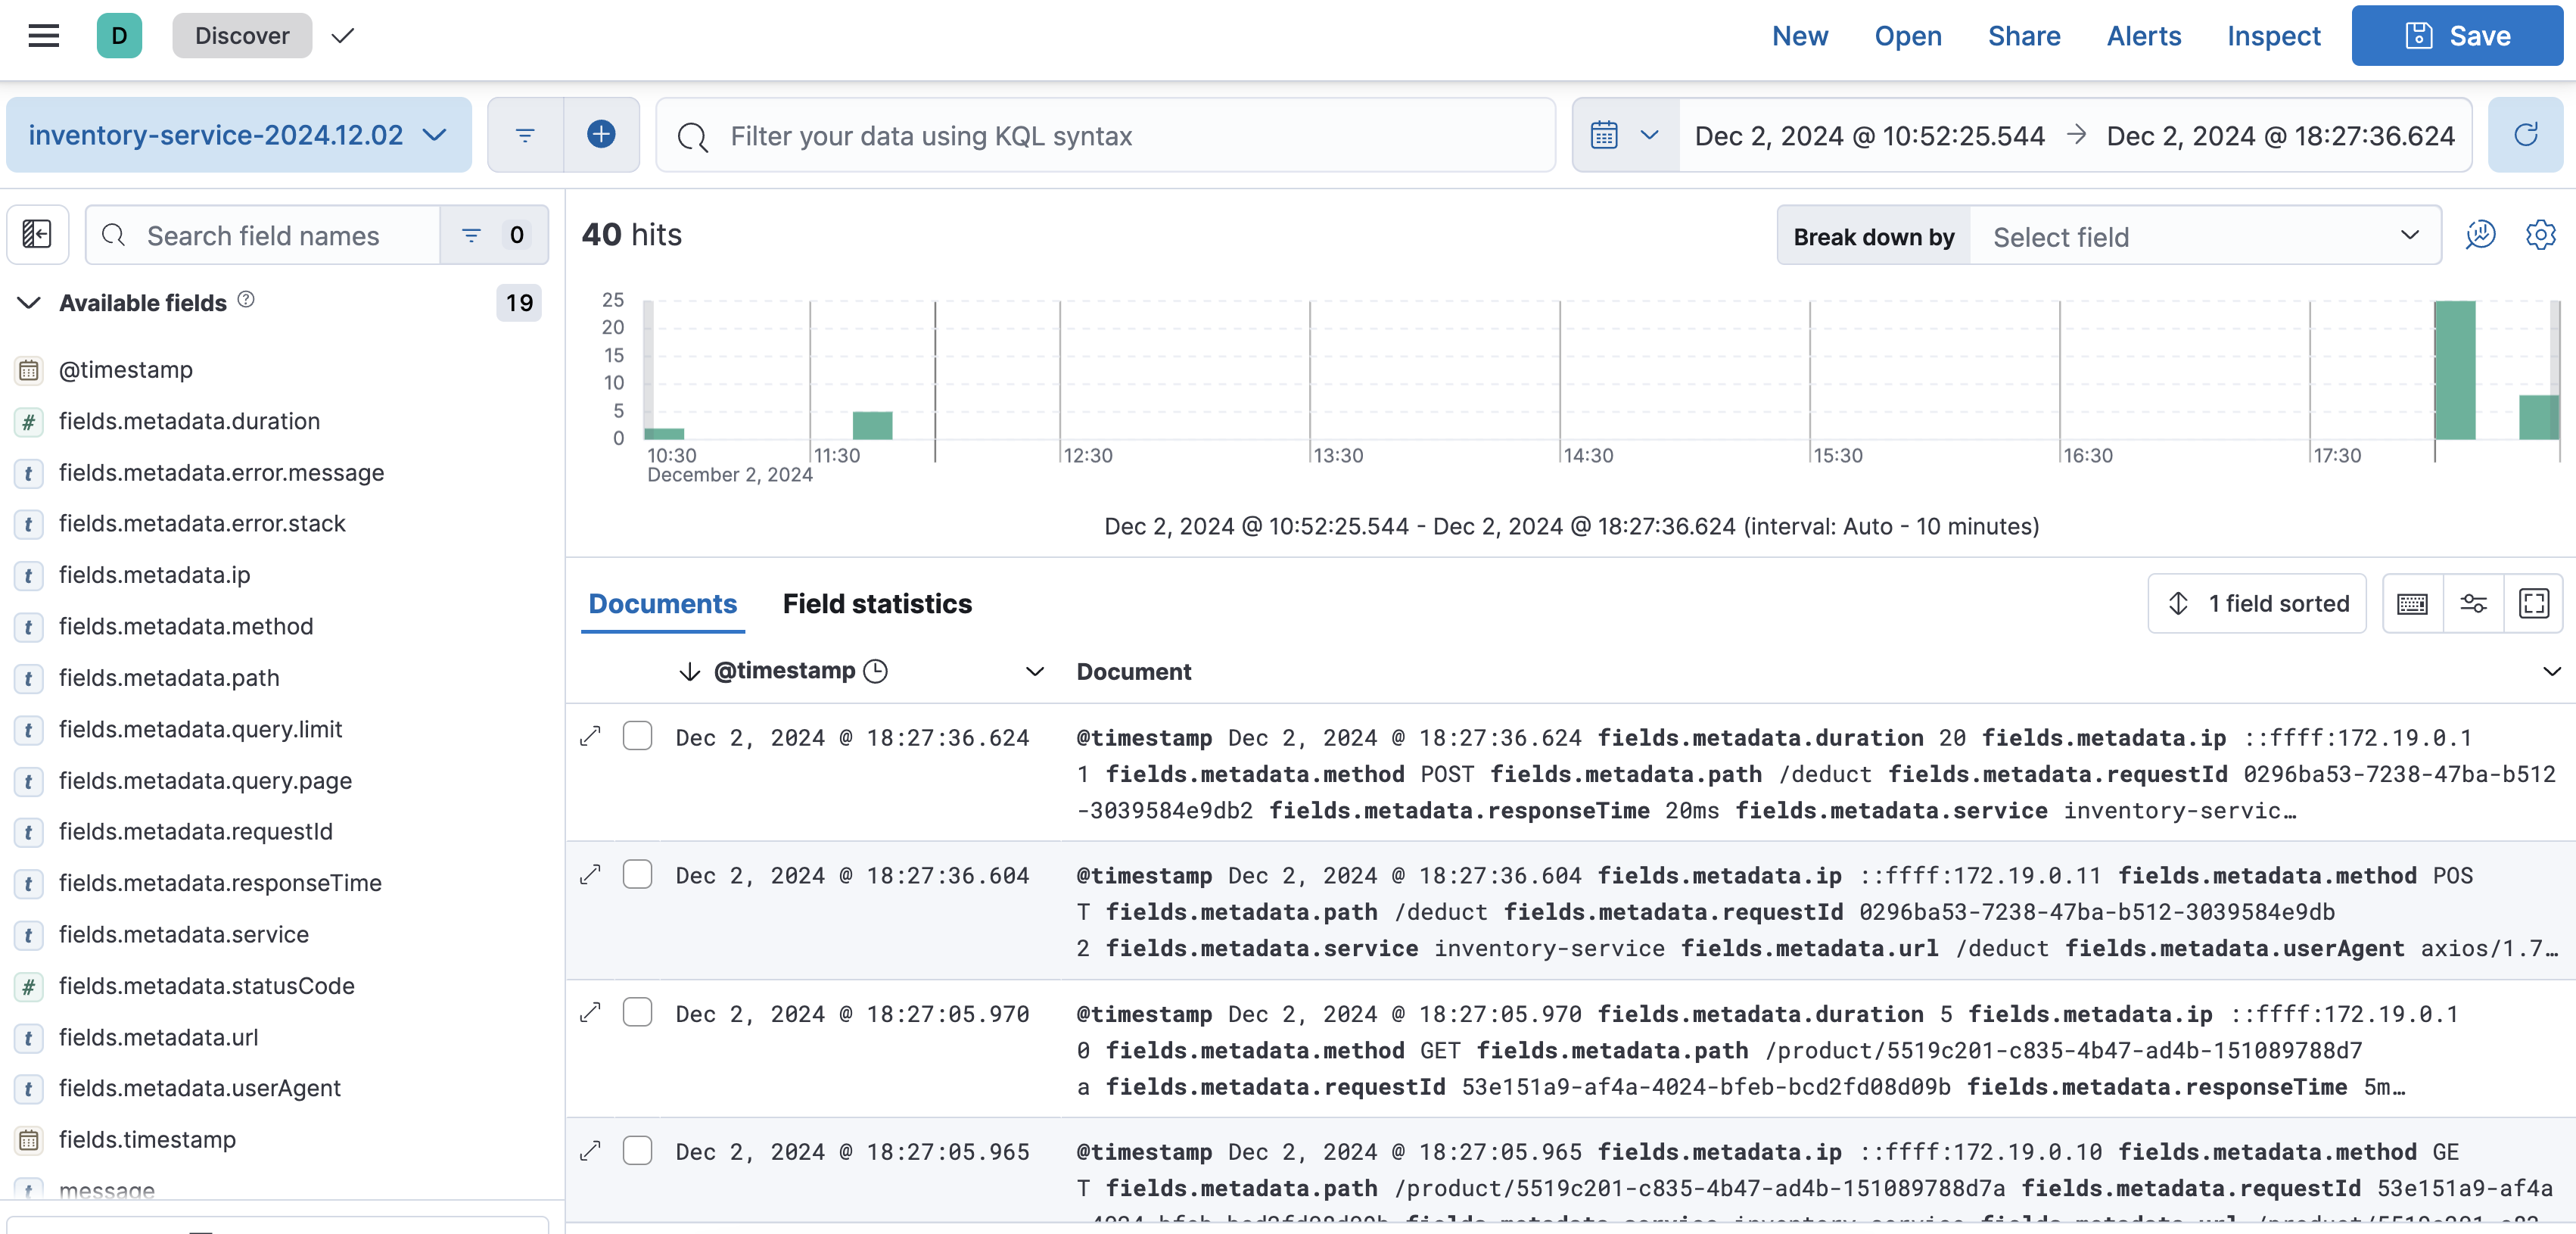 D Discover New Open Share Alerts Inspect Save
inventory-service-2024.12.02 Filter your data using KQL syntax Dec 2, 2024 @ 10:52:25.544 → Dec 2, 2024 @ 18:27:36.624
Search field names 0
Available fields 19
@timestamp
# fields.metadata.duration
t fields.metadata.error.message
t fields.metadata.error.stack
t fields.metadata.ip
t fields.metadata.method
t fields.metadata.path
t fields.metadata.query.limit
t fields.metadata.query.page
t fields.metadata.requestId
t fields.metadata.responseTime
t fields.metadata.service
# fields.metadata.statusCode
t fields.metadata.url
t fields.metadata.userAgent
fields.timestamp
t message
40 hits
Break down by Select field
25
20
15
10
5
0
10:30 11:30 12:30 13:30 14:30 15:30 16:30 17:30
December 2, 2024
Dec 2, 2024 @ 10:52:25.544 - Dec 2, 2024 @ 18:27:36.624 (interval: Auto - 10 minutes)
Documents Field statistics 1 field sorted
@timestamp Document
Dec 2, 2024 @ 18:27:36.624
@timestamp Dec 2, 2024 @ 18:27:36.624 fields.metadata.duration 20 fields.metadata.ip ::ffff:172.19.0.1
1 fields.metadata.method POST fields.metadata.path /deduct fields.metadata.requestId 0296ba53-7238-47ba-b512
-3039584e9db2 fields.metadata.responseTime 20ms fields.metadata.service inventory-servic…
Dec 2, 2024 @ 18:27:36.604
@timestamp Dec 2, 2024 @ 18:27:36.604 fields.metadata.ip ::ffff:172.19.0.11 fields.metadata.method POS
T fields.metadata.path /deduct fields.metadata.requestId 0296ba53-7238-47ba-b512-3039584e9db
2 fields.metadata.service inventory-service fields.metadata.url /deduct fields.metadata.userAgent axios/1.7…
Dec 2, 2024 @ 18:27:05.970
@timestamp Dec 2, 2024 @ 18:27:05.970 fields.metadata.duration 5 fields.metadata.ip ::ffff:172.19.0.1
0 fields.metadata.method GET fields.metadata.path /product/5519c201-c835-4b47-ad4b-151089788d7
a fields.metadata.requestId 53e151a9-af4a-4024-bfeb-bcd2fd08d09b fields.metadata.responseTime 5m…
Dec 2, 2024 @ 18:27:05.965
@timestamp Dec 2, 2024 @ 18:27:05.965 fields.metadata.ip ::ffff:172.19.0.10 fields.metadata.method GE
T fields.metadata.path /product/5519c201-c835-4b47-ad4b-151089788d7a fields.metadata.requestId 53e151a9-af4a